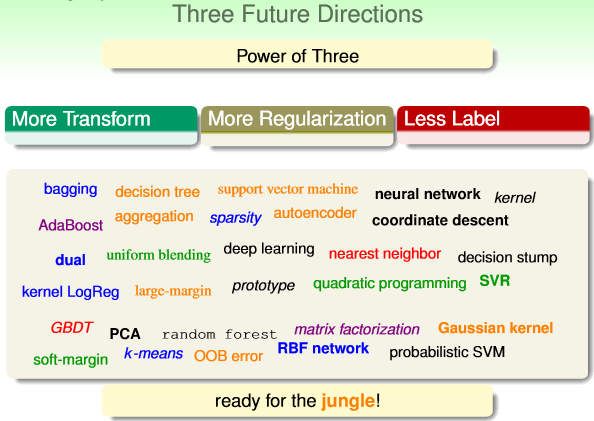 Three Future Directions
Power of Three
More Transform More Regularization Less Label
bagging decision tree support vector machine neural network kernel
AdaBoost aggregation sparsity autoencoder coordinate descent
dual uniform blending deep learning nearest neighbor decision stump
kernel LogReg large-margin prototype quadratic programming SVR
GBDT PCA random forest matrix factorization Gaussian kernel
soft-margin k-means OOB error RBF network probabilistic SVM
ready for the jungle!